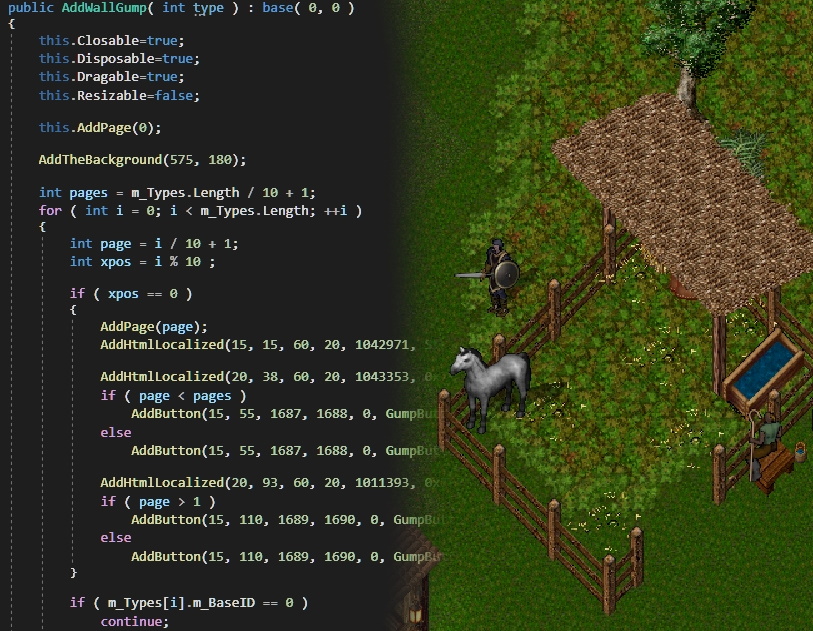 public AddWallGump( int type ) : base( 0, 0 )
{
this.Closable=true;
this.Disposable=true;
this.Dragable=true;
this.Resizable=false;
this.AddPage(0);
AddTheBackground(575, 180);
int pages = m_Types.Length / 10 + 1;
for ( int i = 0; i < m_Types.Length; ++i )
{
int page = i / 10 + 1;
int xpos = i % 10 ;
if ( xpos == 0 )
{
AddPage(page);
AddHtmlLocalized(15, 15, 60, 20, 1042971,
AddHtmlLocalized(20, 38, 60, 20, 1043353,
if ( page < pages )
AddButton(15, 55, 1687, 1688, 0, GumpBu
else
AddButton(15, 55, 1687, 1688, 0, GumpBu
AddHtmlLocalized(20, 93, 60, 20, 1011393,
if ( page > 1 )
AddButton(15, 110, 1689, 1690, 0, GumpBu
else
AddButton(15, 110, 1689, 1690, 0, GumpBu
}
if ( m_Types[i].m_BaseID == 0 )
continue;